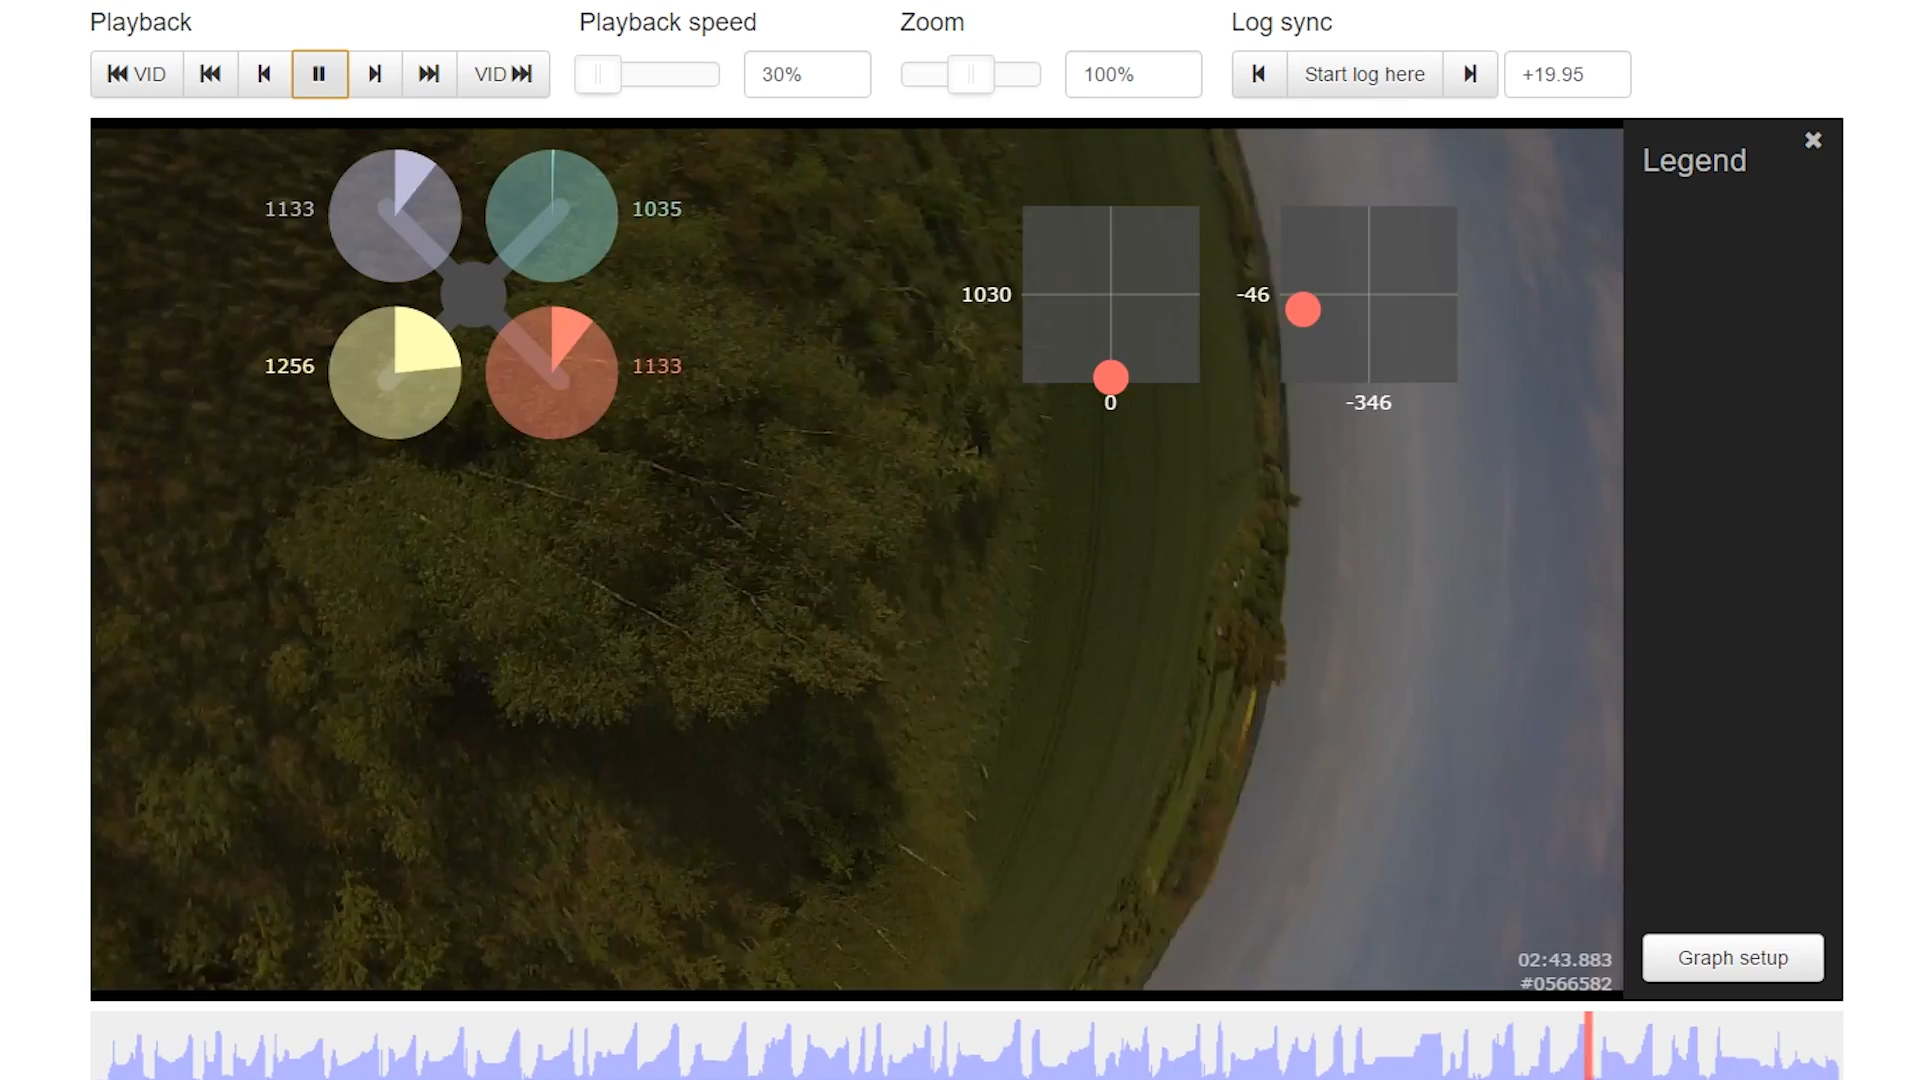 Playback
Playback speed
Zoom
Log sync
VID
VID
30%
100%
Start log here
+19.95
Legend
1133
1035
1256
1133
1030
0
-46
-346
02:43.883
#0566582
Graph setup